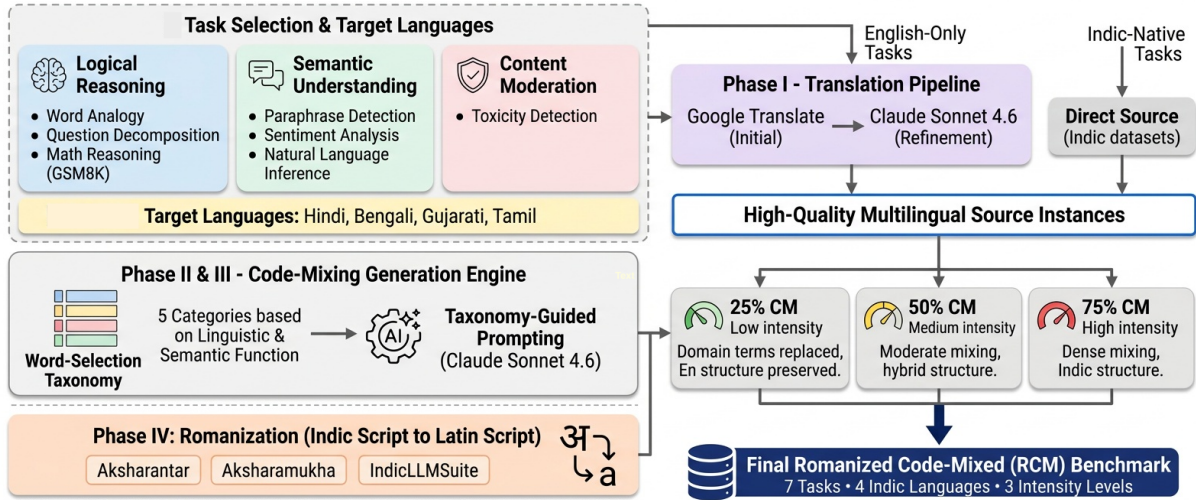 Task Selection & Target Languages
Logical
Reasoning
• Word Analogy
• Question Decomposition
• Math Reasoning
(GSM8K)
Semantic
Understanding
• Paraphrase Detection
• Sentiment Analysis
• Natural Language
Inference
Content
Moderation
• Toxicity Detection
Target Languages: Hindi, Bengali, Gujarati, Tamil
English-Only
Tasks
Indic-Native
Tasks
Phase I - Translation Pipeline
Google Translate
(Initial)
Claude Sonnet 4.6
(Refinement)
Direct Source
(Indic datasets)
High-Quality Multilingual Source Instances
Phase II & III - Code-Mixing Generation Engine
Word-Selection
Taxonomy
5 Categories based
on Linguistic &
Semantic Function
AI
Taxonomy-Guided
Prompting
(Claude Sonnet 4.6)
25% CM
Low intensity
Domain terms replaced,
En structure preserved.
50% CM
Medium intensity
Moderate mixing,
hybrid structure.
75% CM
High intensity
Dense mixing,
Indic structure.
Phase IV: Romanization (Indic Script to Latin Script)
Aksharantar
Aksharamukha
IndicLLMSuite
अ
a
Final Romanized Code-Mixed (RCM) Benchmark
7 Tasks • 4 Indic Languages • 3 Intensity Levels